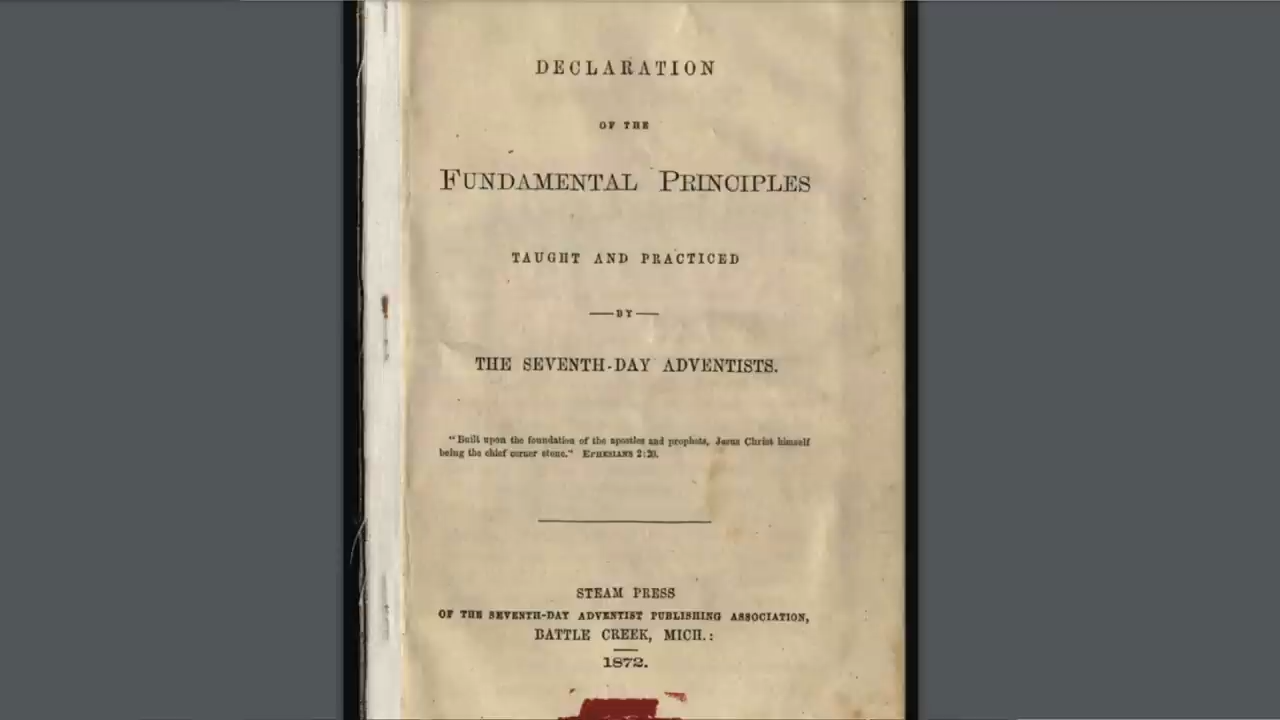 DECLARATION
OF THE
FUNDAMENTAL PRINCIPLES
TAUGHT AND PRACTICED
—BY—
THE SEVENTH-DAY ADVENTISTS.
"Built upon the foundation of the apostles and prophets, Jesus Christ himself
being the chief corner stone." EPHESIANS 2:20.
STEAM PRESS
OF THE SEVENTH-DAY ADVENTIST PUBLISHING ASSOCIATION,
BATTLE CREEK, MICH.:
1872.